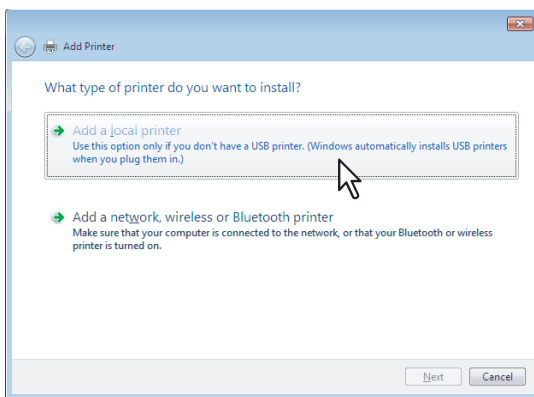 Add Printer
What type of printer do you want to install?
Add a local printer
Use this option only if you don't have a USB printer. (Windows automatically installs USB printers
when you plug them in.)
Add a network, wireless or Bluetooth printer
Make sure that your computer is connected to the network, or that your Bluetooth or wireless
printer is turned on.
Next
Cancel